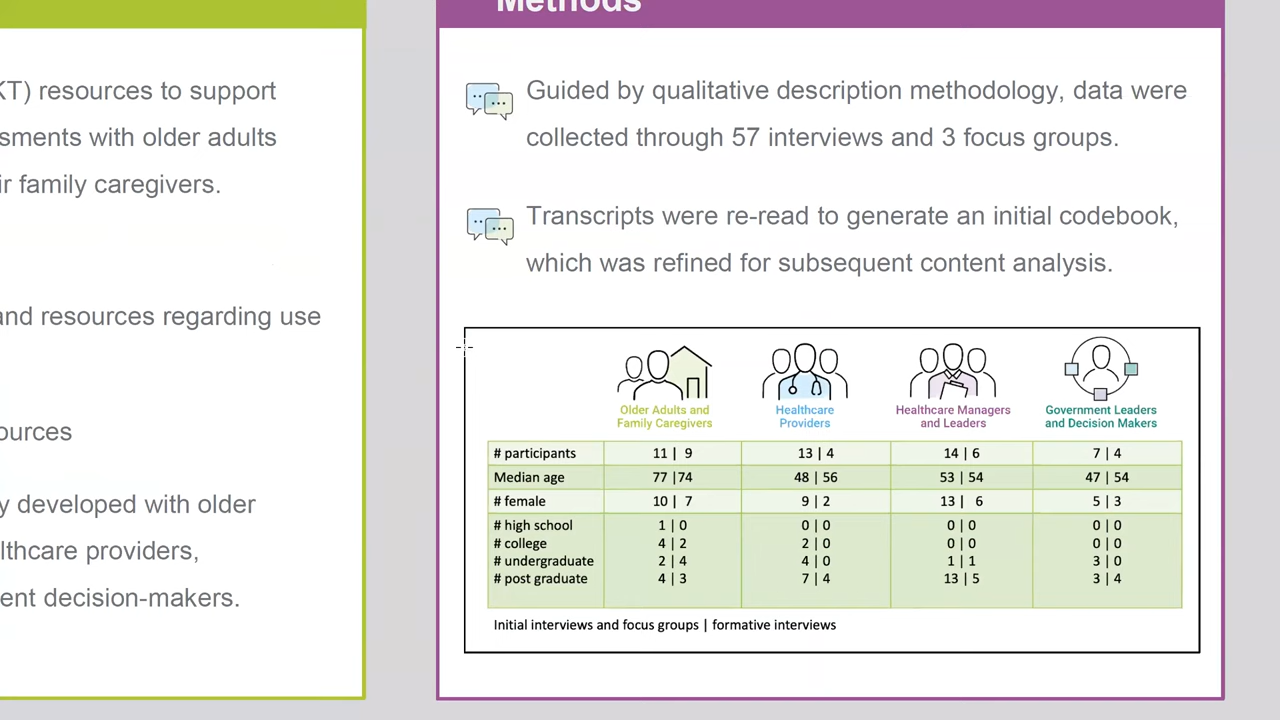 KT) resources to support
sments with older adults
ir family caregivers.
and resources regarding use
ources
y developed with older
lthcare providers,
ent decision-makers.
Methods
Guided by qualitative description methodology, data were
collected through 57 interviews and 3 focus groups.
Transcripts were re-read to generate an initial codebook,
which was refined for subsequent content analysis.
Older Adults and
Family Caregivers
Healthcare
Providers
Healthcare Managers
and Leaders
Government Leaders
and Decision Makers
# participants 11 | 9 13 | 4 14 | 6 7 | 4
Median age 77 |74 48 | 56 53 | 54 47 | 54
# female 10 | 7 9 | 2 13 | 6 5 | 3
# high school 1 | 0 0 | 0 0 | 0 0 | 0
# college 4 | 2 2 | 0 0 | 0 0 | 0
# undergraduate 2 | 4 4 | 0 1 | 1 3 | 0
# post graduate 4 | 3 7 | 4 13 | 5 3 | 4
Initial interviews and focus groups | formative interviews